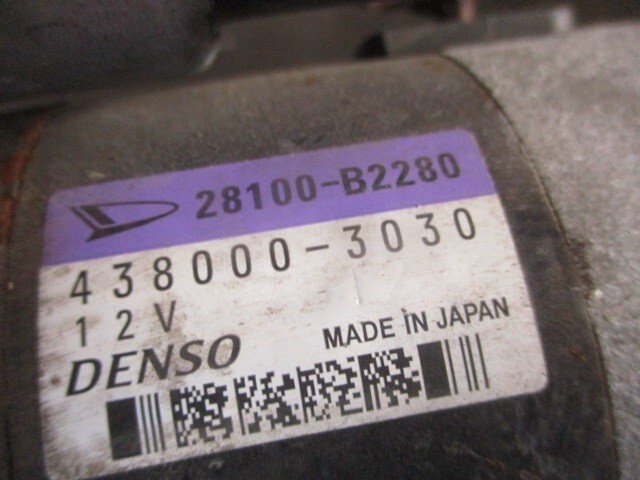 28100-B2280
438000-3030
12V
DENSO
MADE IN JAPAN